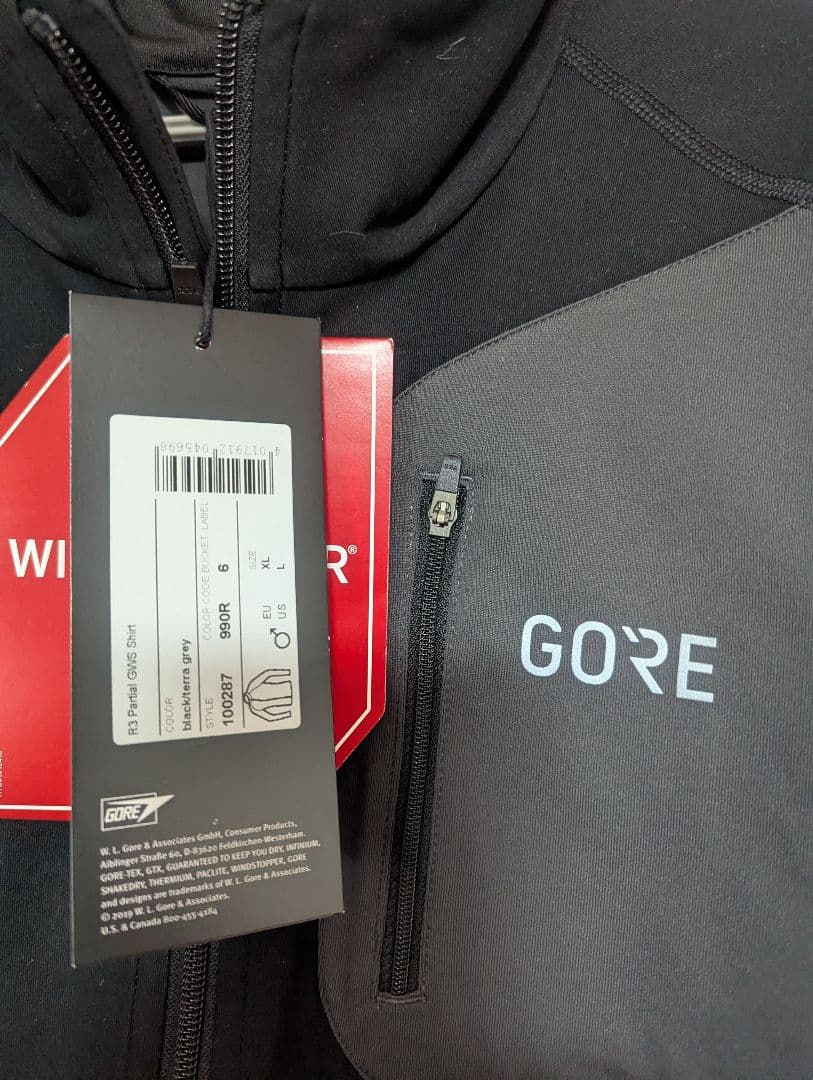 WI
R®
4 017912 045698
R3 Partial GWS Shirt
COLOR
black/terra grey
STYLE COLOR CODE BUCKET LABEL
100287 990R 6
SIZE
EU XL
US L
GORE
W. L. Gore & Associates GmbH, Consumer Products,
Aiblinger Straße 60, D-83620 Feldkirchen-Westerham.
GORE-TEX, GTX, GUARANTEED TO KEEP YOU DRY, INFINIUM,
SHAKEDRY, THERMIUM, PACLITE, WINDSTOPPER, GORE
and designs are trademarks of W. L. Gore & Associates.
© 2019 W. L. Gore & Associates.
U.S. & Canada 800-455-4184
GORE